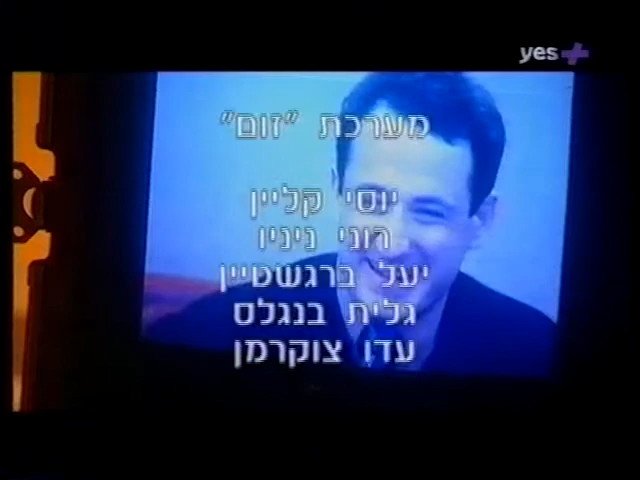 yes+
מערכת "זום"
יוסי קליין
רוני ניניו
יעל ברגשטיין
גלית בנגלס
עדו צוקרמן